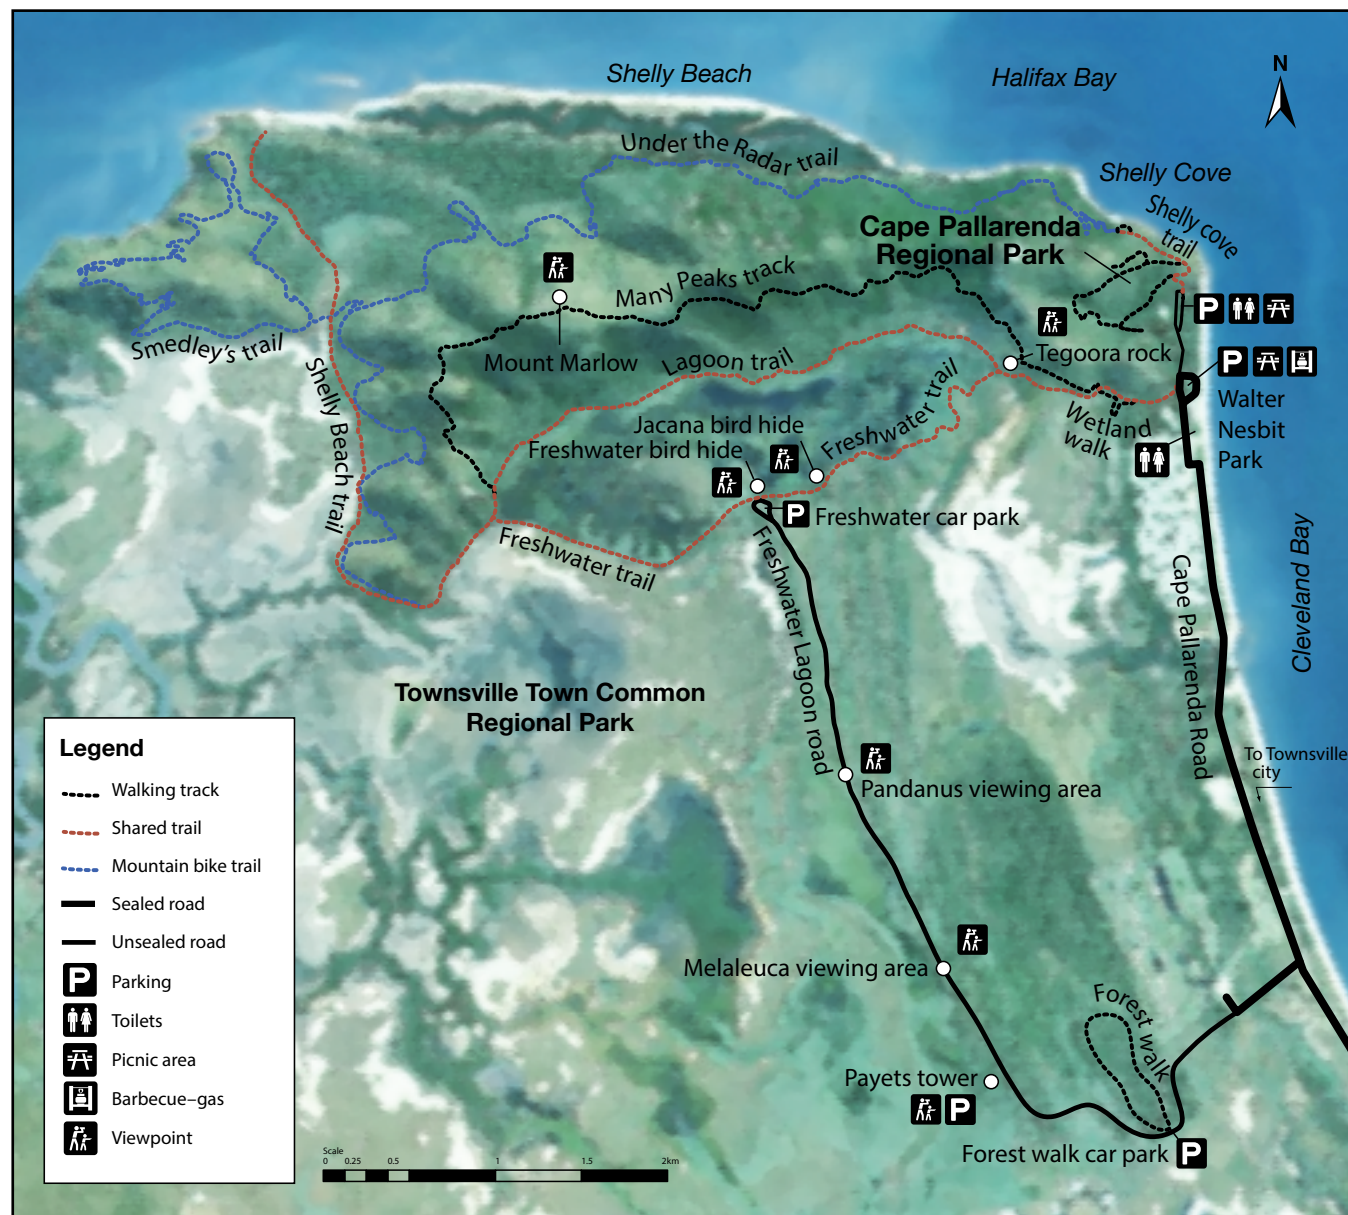 Shelly Beach
Halifax Bay
N
Under the Radar trail
Shelly Cove
Shelly cove
trail
Cape Pallarenda
Regional Park
Many Peaks track
P
Mount Marlow
Tegoora rock
Smedley's trail
Lagoon trail
P
Shelly Beach trail
Freshwater trail
Wetland
walk
Walter
Nesbit
Park
Jacana bird hide
Freshwater bird hide
P
Freshwater car park
Freshwater trail
Freshwater Lagoon road
Cape Pallarenda Road
Cleveland Bay
Townsville Town Common
Regional Park
To Townsville
city
Pandanus viewing area
Melaleuca viewing area
Forest walk
Payets tower
P
Forest walk car park
P
Legend
Walking track
Shared trail
Mountain bike trail
Sealed road
Unsealed road
P
Parking
Toilets
Picnic area
Barbecue–gas
Viewpoint
Scale
0 0.25 0.5 1 1.5 2km